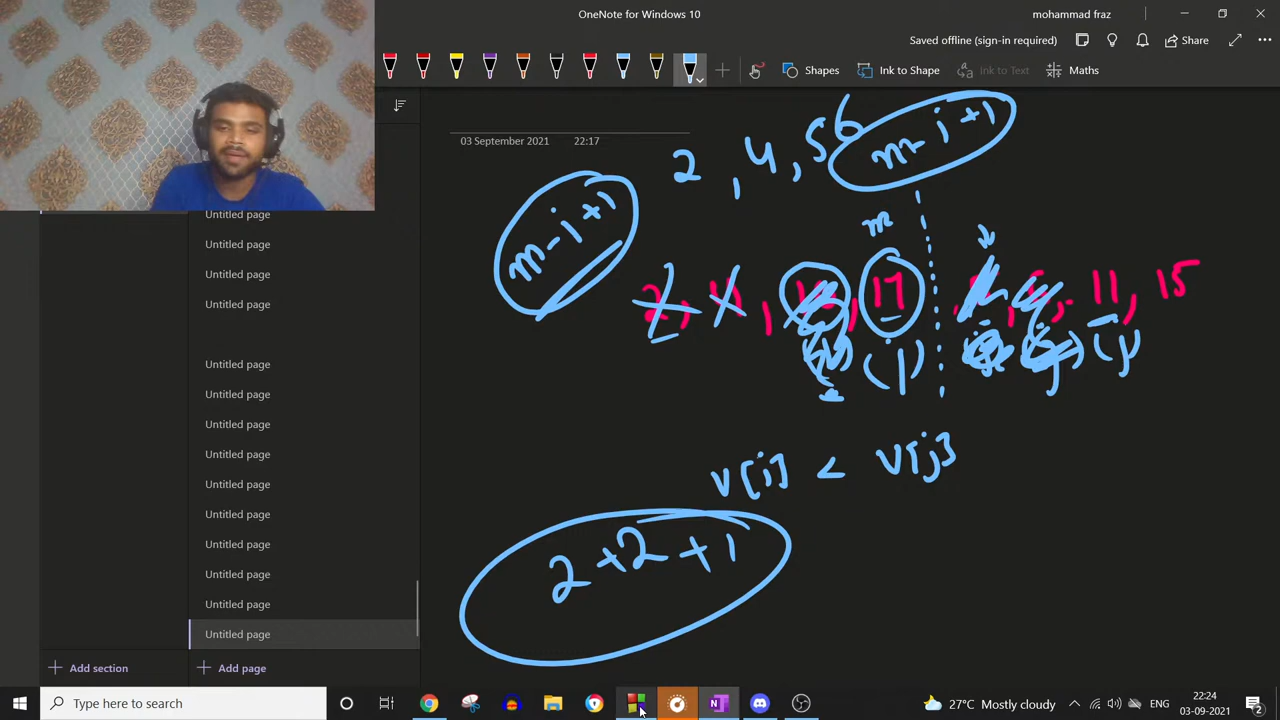 OneNote for Windows 10
mohammad fraz
Saved offline (sign-in required)
Share
Shapes
Ink to Shape
Ink to Text
Maths
03 September 2021 22:17
2, 4, 56
m-i+1
m-i+1
m
17
11, 15
(i)
(j)
v[i] < v[j]
2+2+1
Untitled page
Untitled page
Untitled page
Untitled page
Untitled page
Untitled page
Untitled page
Untitled page
Untitled page
Untitled page
Untitled page
Untitled page
Untitled page
Untitled page
Add section
Add page
Type here to search
27°C Mostly cloudy
ENG
22:24
03-09-2021
2